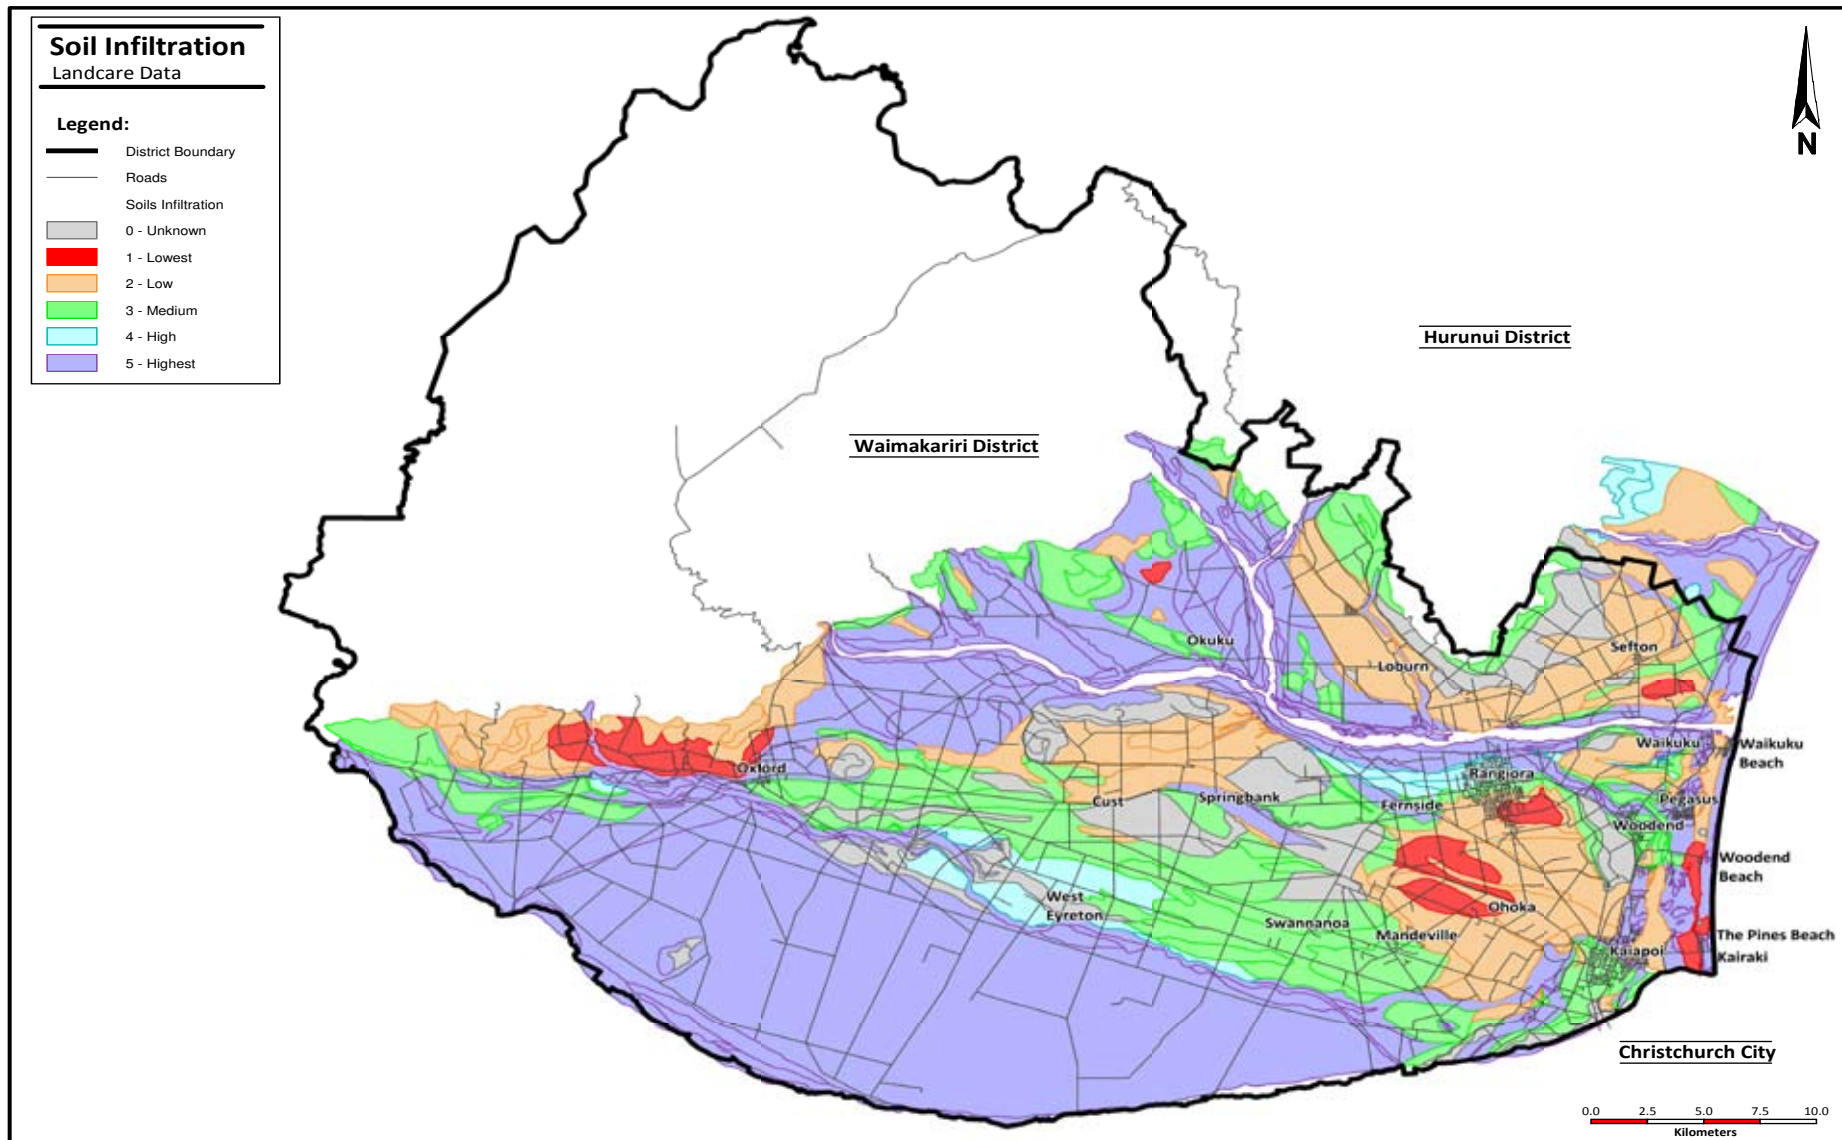 Soil Infiltration
Landcare Data
Legend:
District Boundary
Roads
Soils Infiltration
0 - Unknown
1 - Lowest
2 - Low
3 - Medium
4 - High
5 - Highest
N
Hurunui District
Waimakariri District
Okuku
Loburn
Sefton
Oxford
Waikuku
Waikuku
Beach
Rangiora
Cust
Springbank
Fernside
Pegasus
Woodend
Woodend
Beach
West
Eyreton
Swannanoa
Mandeville
Ohoka
The Pines Beach
Kaiapoi
Kairaki
Christchurch City
0.0 2.5 5.0 7.5 10.0
Kilometers